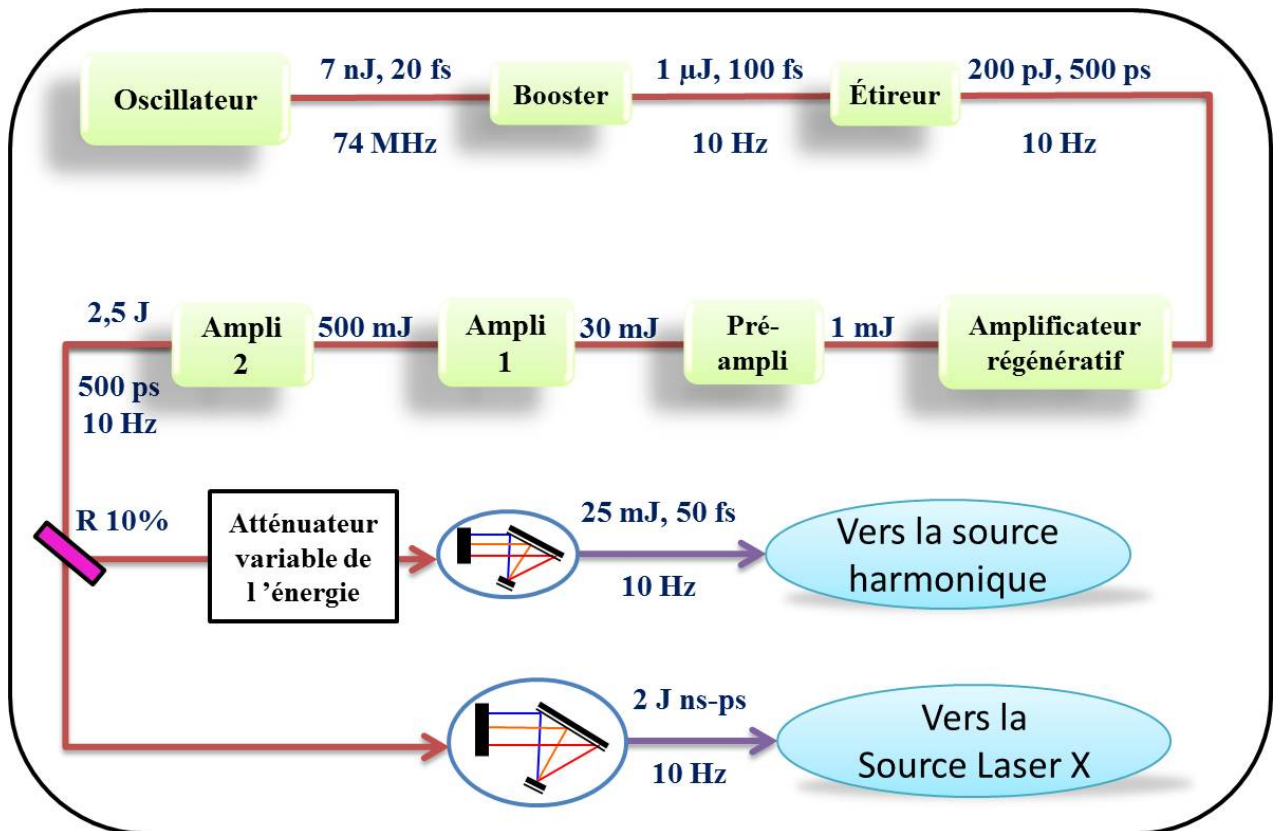 7 nJ, 20 fs
1 μJ, 100 fs
200 pJ, 500 ps
Oscillateur
Booster
Étireur
74 MHz
10 Hz
10 Hz
2,5 J
Ampli
2
500 mJ
Ampli
1
30 mJ
Pré-
ampli
1 mJ
Amplificateur
régénératif
500 ps
10 Hz
R 10%
Atténuateur
variable de
l ’énergie
25 mJ, 50 fs
10 Hz
Vers la source
harmonique
2 J ns-ps
10 Hz
Vers la
Source Laser X